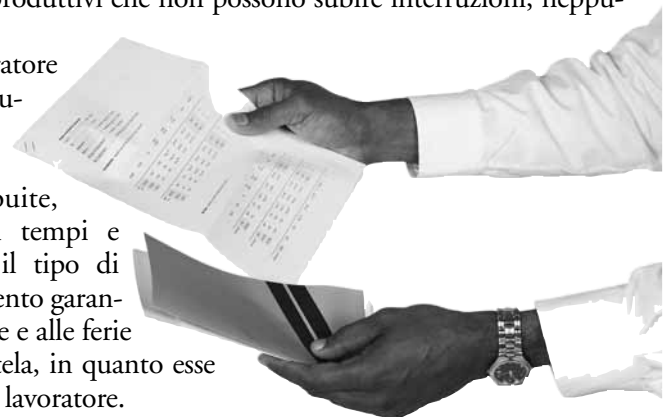 produttivi che non possono subire interruzioni, neppu-
ratore
u-
buite,
tempi e
il tipo di
ento garan-
e e alle ferie
tela, in quanto esse
lavoratore.